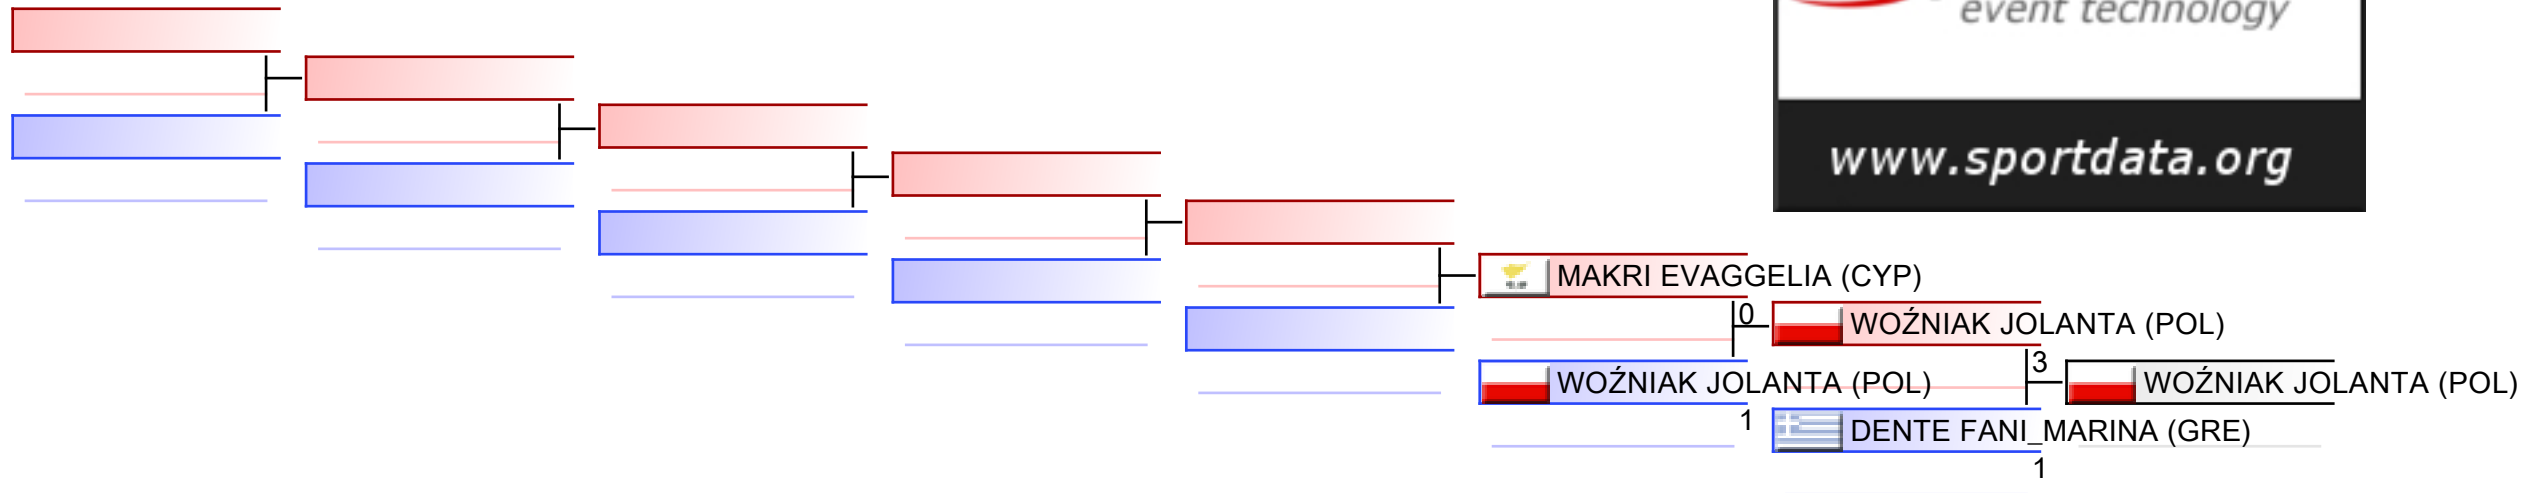 event technology
www.sportdata.org
MAKRI EVAGGELIA (CYP)
0
WOŹNIAK JOLANTA (POL)
3
WOŹNIAK JOLANTA (POL)
WOŹNIAK JOLANTA (POL)
1
DENTE FANI_MARINA (GRE)
1